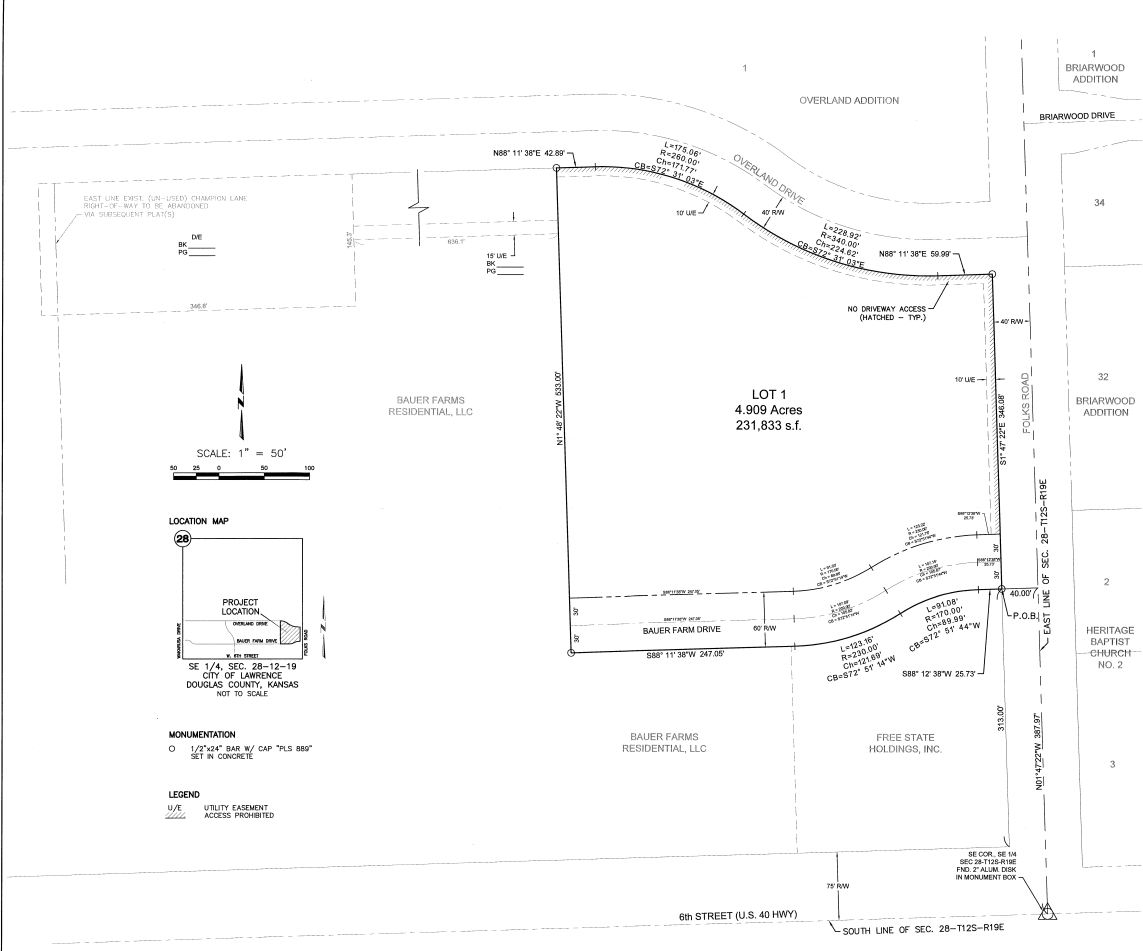 1
BRIARWOOD
ADDITION
1
OVERLAND ADDITION
BRIARWOOD DRIVE
N88° 11' 38"E 42.89'
L=175.06'
R=260.00'
Ch=171.77'
CB=S72° 31' 03"E
OVERLAND DRIVE
10' U/E
40' R/W
L=228.92'
R=340.00'
Ch=224.62'
CB=S72° 31' 03"E
N88° 11' 38"E 59.99'
EAST LINE EXIST. (UN-USED) CHAMPION LANE
RIGHT-OF-WAY TO BE ABANDONED
VIA SUBSEQUENT PLAT(S)
D/E
BK
PG
145.3'
636.1'
15' U/E
BK
PG
346.8'
34
NO DRIVEWAY ACCESS
(HATCHED - TYP.)
40' R/W
10' U/E
FOLKS ROAD
S1° 47' 22"E 346.08'
32
BRIARWOOD
ADDITION
N
SCALE: 1" = 50'
50 25 0 50 100
BAUER FARMS
RESIDENTIAL, LLC
N1° 48' 22"W 533.00'
LOT 1
4.909 Acres
231,833 s.f.
LOCATION MAP
28
PROJECT
LOCATION
OVERLAND DRIVE
BAUER FARM DRIVE
WAKARUSA DRIVE
FOLKS ROAD
W. 6TH STREET
N
SE 1/4, SEC. 28-12-19
CITY OF LAWRENCE
DOUGLAS COUNTY, KANSAS
NOT TO SCALE
30'
30'
60' R/W
BAUER FARM DRIVE
S88° 11' 38"W 247.05'
L=123.16'
R=230.00'
Ch=121.69'
CB=S72° 51' 14"W
L=91.08'
R=170.00'
Ch=89.99'
CB=S72° 51' 44"W
S88° 12' 38"W 25.73'
30'
30'
40.00'
P.O.B.
EAST LINE OF SEC. 28-T12S-R19E
2
HERITAGE
BAPTIST
CHURCH
NO. 2
MONUMENTATION
1/2"x24" BAR W/ CAP "PLS 889"
SET IN CONCRETE
LEGEND
U/E UTILITY EASEMENT
ACCESS PROHIBITED
BAUER FARMS
RESIDENTIAL, LLC
FREE STATE
HOLDINGS, INC.
313.00'
N01°47'22"W 387.97'
3
SE COR., SE 1/4
SEC 28-T12S-R19E
FND. 2" ALUM. DISK
IN MONUMENT BOX
75' R/W
6th STREET (U.S. 40 HWY)
SOUTH LINE OF SEC. 28-T12S-R19E